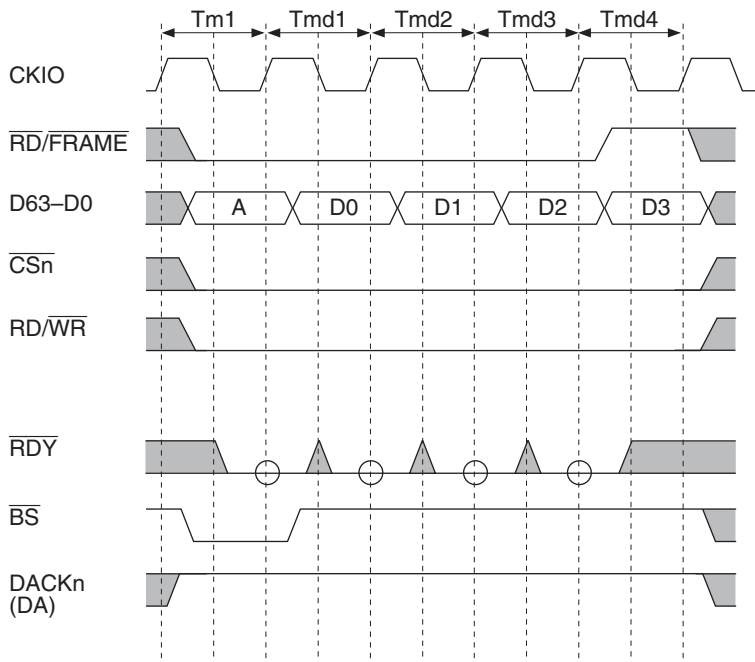 Tm1 Tmd1 Tmd2 Tmd3 Tmd4
CKIO
RD/FRAME
D63–D0 A D0 D1 D2 D3
CSn
RD/WR
RDY
BS
DACKn
(DA)